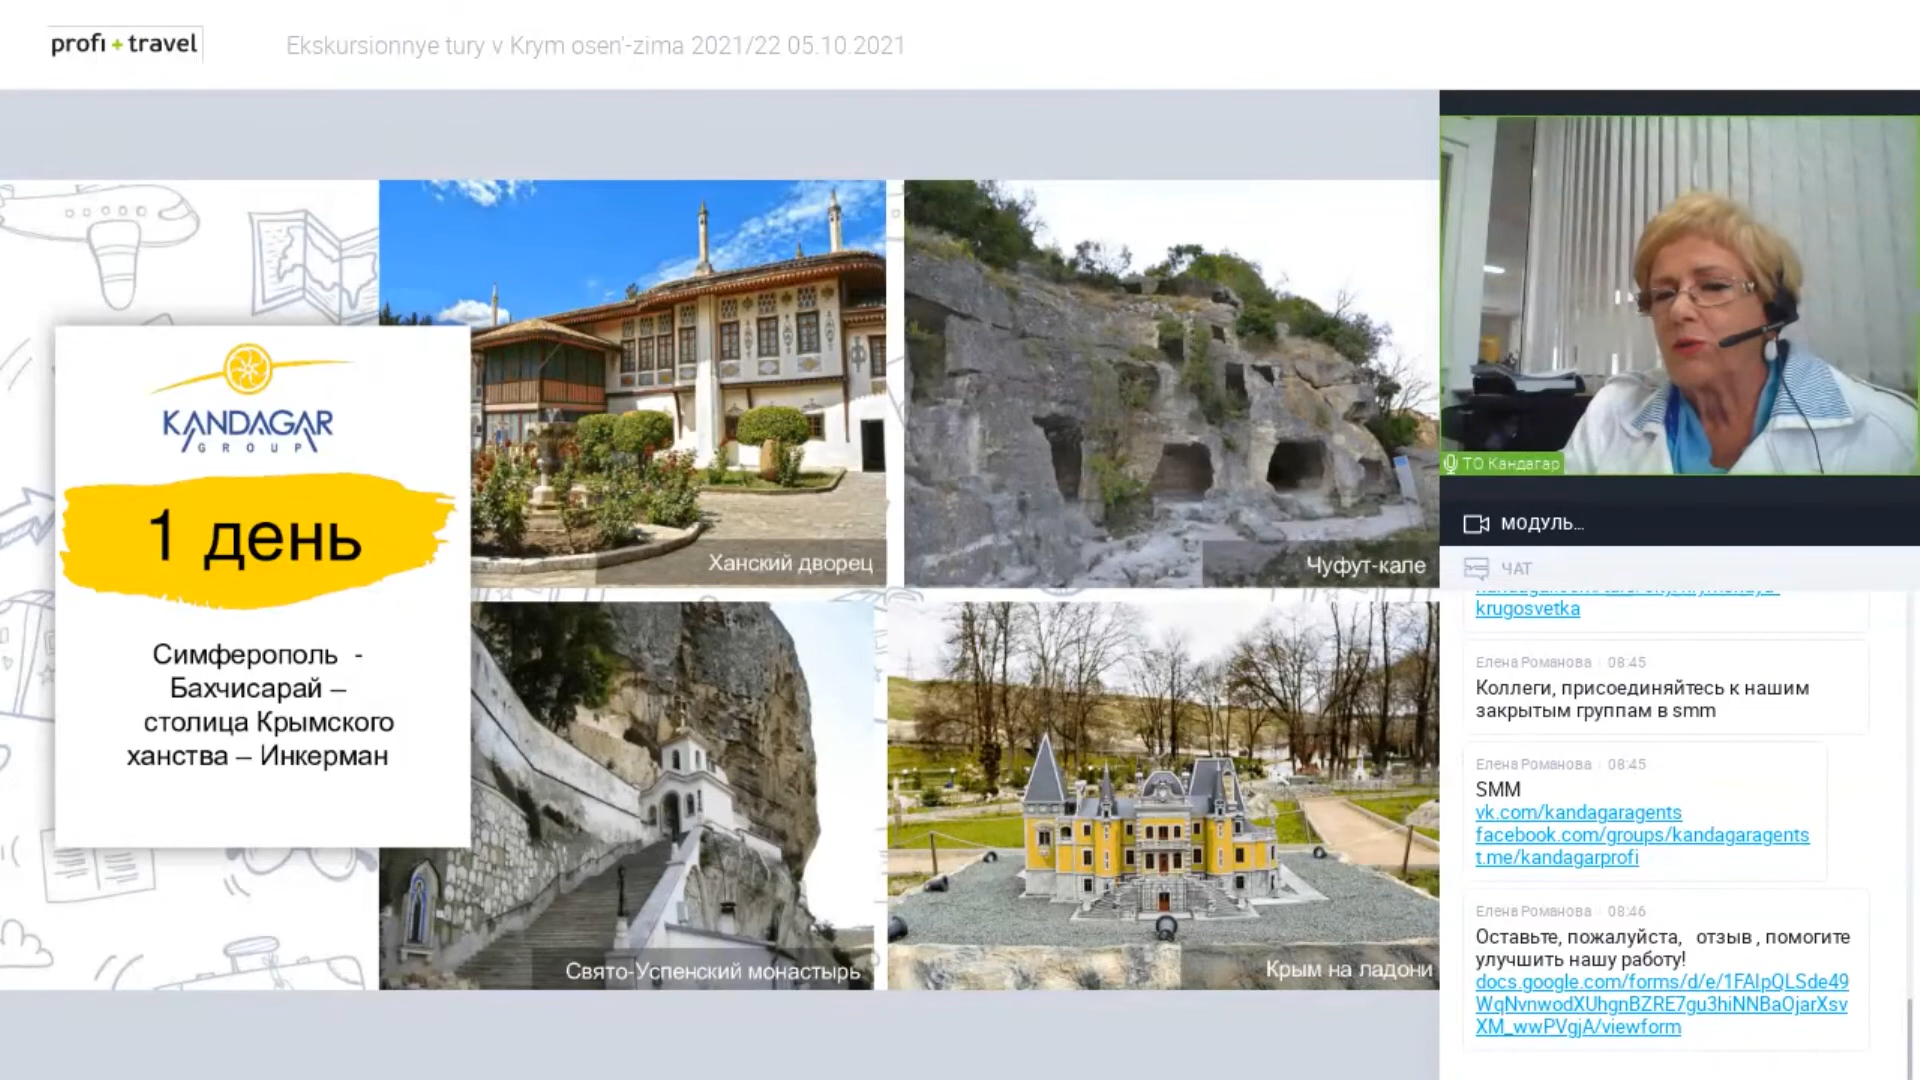 profi + travel
Ekskursionnye tury v Krym osen'-zima 2021/22 05.10.2021
KANDAGAR
GROUP
1 день
Симферополь -
Бахчисарай –
столица Крымского
ханства – Инкерман
Ханский дворец
Чуфут-кале
Свято-Успенский монастырь
Крым на ладони
ТО Кандагар
МОДУЛЬ...
ЧАТ
krugosvetka
Елена Романова 08:45
Коллеги, присоединяйтесь к нашим
закрытым группам в smm
Елена Романова 08:45
SMM
vk.com/kandagaragents
facebook.com/groups/kandagaragents
t.me/kandagarprofi
Елена Романова 08:46
Оставьте, пожалуйста, отзыв , помогите
улучшить нашу работу!
docs.google.com/forms/d/e/1FAIpQLSde49
WqNvnwodXUhgnBZRE7gu3hiNNBaOjarXsv
XM_wwPVgjA/viewform